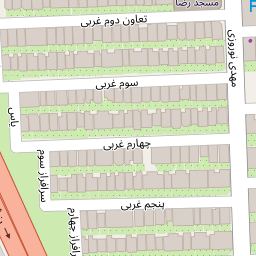 مسجد رضا
تعاون دوم غربی
مهدی نوروزی
سوم غربی
یاس
چهارم غربی
سرافراز سوم
پنجم غربی
سرافراز چهارم